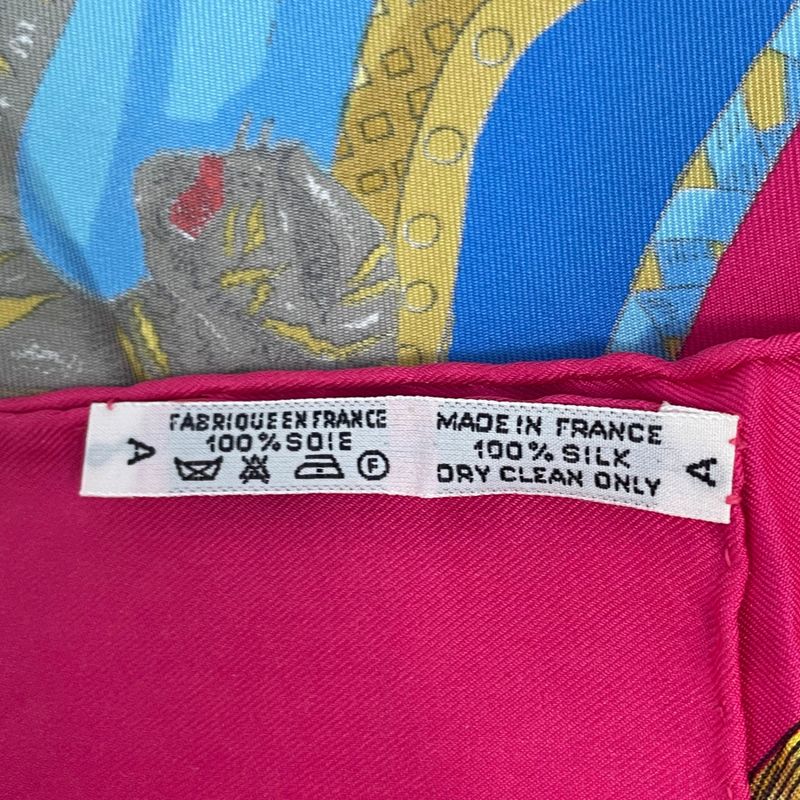 A
FABRIQUE EN FRANCE
100% SOIE
F
MADE IN FRANCE
100% SILK
DRY CLEAN ONLY
A